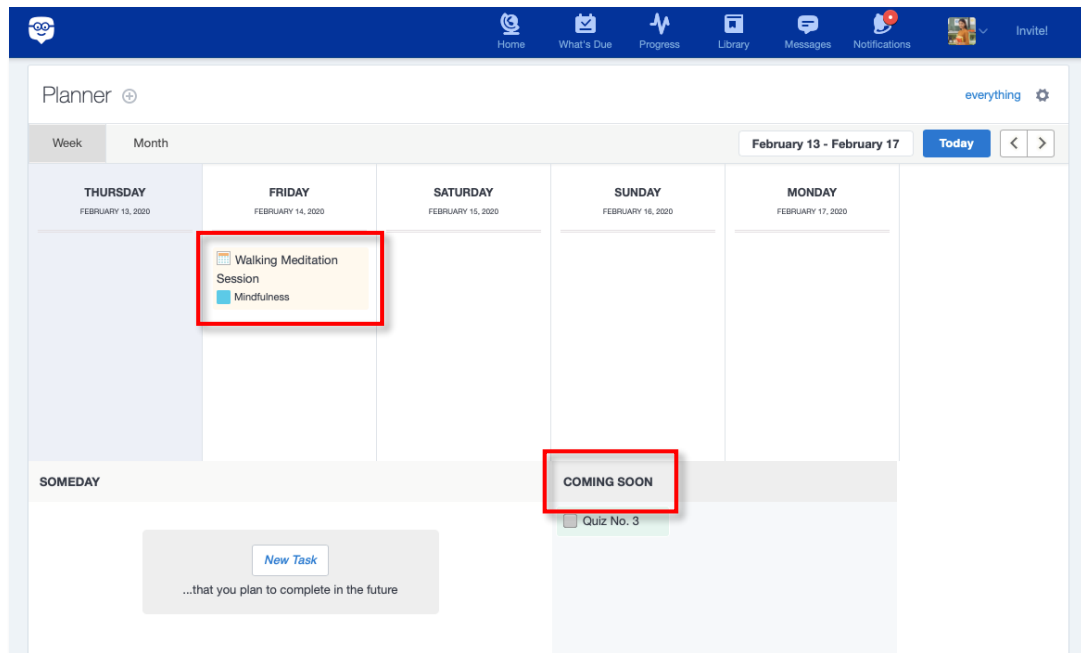 Home
What's Due
Progress
Library
Messages
Notifications
Invite!
Planner
everything
Week
Month
February 13 - February 17
Today
THURSDAY
FEBRUARY 13, 2020
FRIDAY
FEBRUARY 14, 2020
SATURDAY
FEBRUARY 15, 2020
SUNDAY
FEBRUARY 16, 2020
MONDAY
FEBRUARY 17, 2020
Walking Meditation
Session
Mindfulness
SOMEDAY
COMING SOON
Quiz No. 3
New Task
...that you plan to complete in the future